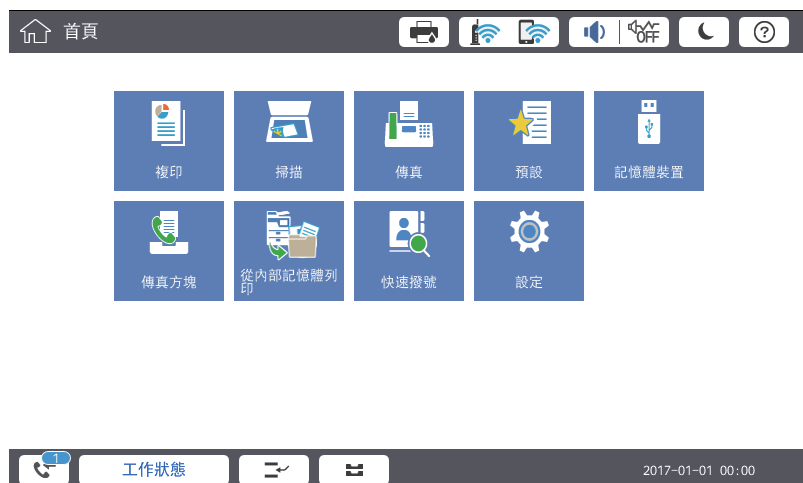 首頁
OFF
複印
掃描
傳真
預設
記憶體裝置
傳真方塊
從內部記憶體列
印
快速撥號
設定
1
工作狀態
2017-01-01 00:00